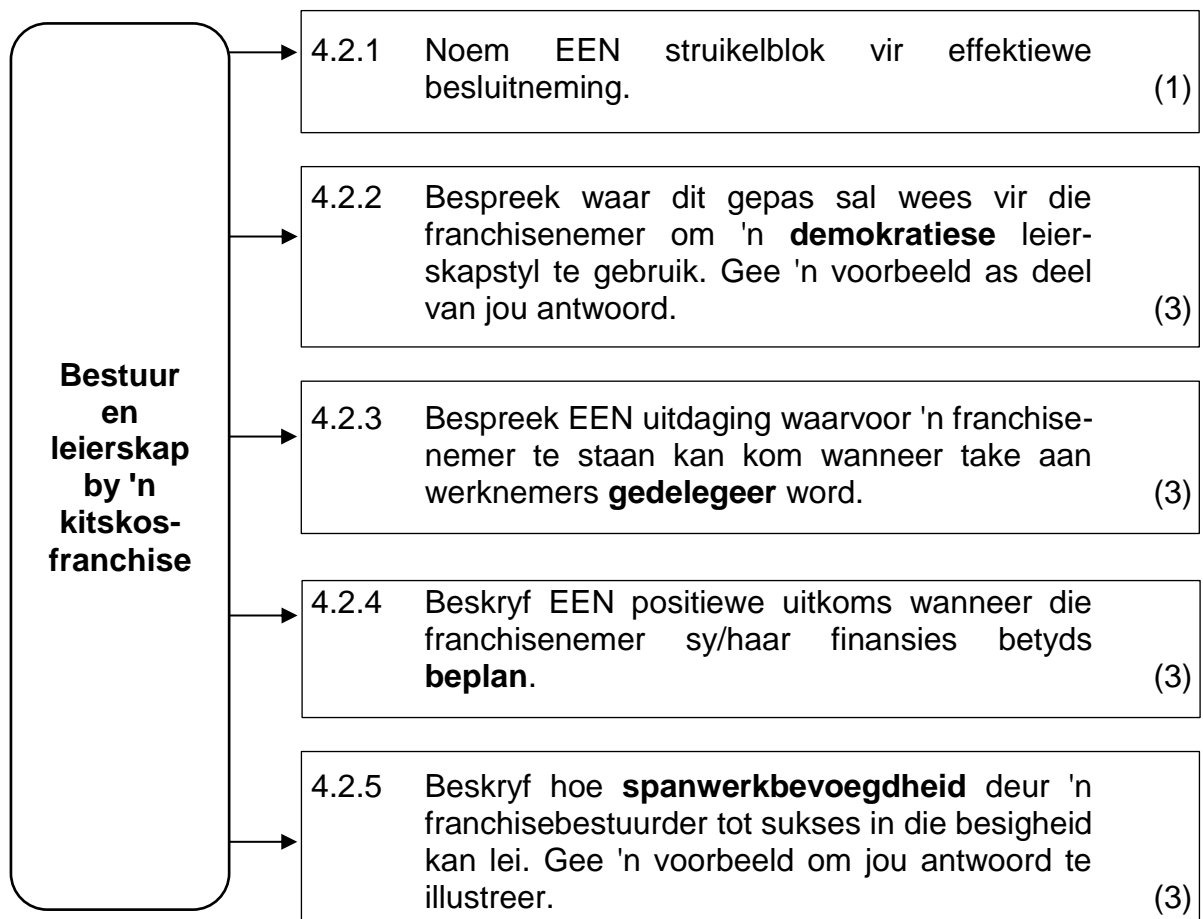 Bestuur
en
leierskap
by 'n
kitskos-
franchise
4.2.1 Noem EEN struikelblok vir effektiewe
besluitneming. (1)
4.2.2 Bespreek waar dit gepas sal wees vir die
franchisenemer om 'n demokratiese leier-
skapstyl te gebruik. Gee 'n voorbeeld as deel
van jou antwoord. (3)
4.2.3 Bespreek EEN uitdaging waarvoor 'n franchise-
nemer te staan kan kom wanneer take aan
werknemers gedelegeer word. (3)
4.2.4 Beskryf EEN positiewe uitkoms wanneer die
franchisenemer sy/haar finansies betyds
beplan. (3)
4.2.5 Beskryf hoe spanwerkbevoegdheid deur 'n
franchisebestuurder tot sukses in die besigheid
kan lei. Gee 'n voorbeeld om jou antwoord te
illustreer. (3)